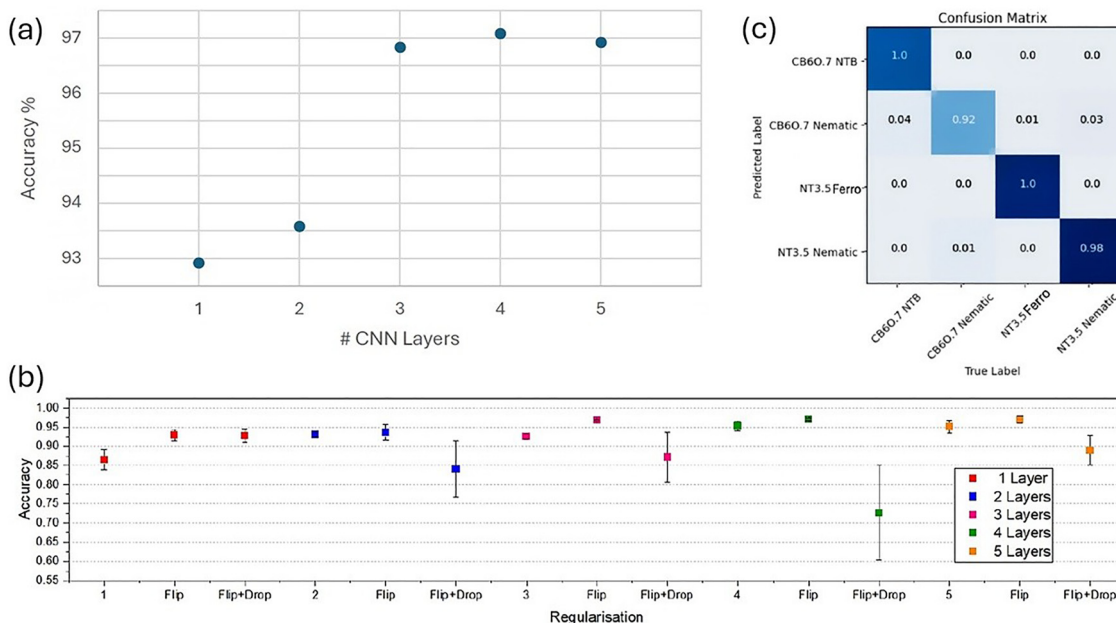 (a)
97
96
95
94
93
Accuracy %
1 2 3 4 5
# CNN Layers
(c)
Confusion Matrix
Predicted Label
CB6O.7 NTB 1.0 0.0 0.0 0.0
CB6O.7 Nematic 0.04 0.92 0.01 0.03
NT3.5 Ferro 0.0 0.0 1.0 0.0
NT3.5 Nematic 0.0 0.01 0.0 0.98
CB6O.7 NTB
CB6O.7 Nematic
NT3.5 Ferro
NT3.5 Nematic
True Label
(b)
1.00
0.95
0.90
0.85
0.80
0.75
0.70
0.65
0.60
0.55
Accuracy
1 Layer
2 Layers
3 Layers
4 Layers
5 Layers
1 Flip Flip+Drop 2 Flip Flip+Drop 3 Flip Flip+Drop 4 Flip Flip+Drop 5 Flip Flip+Drop
Regularisation